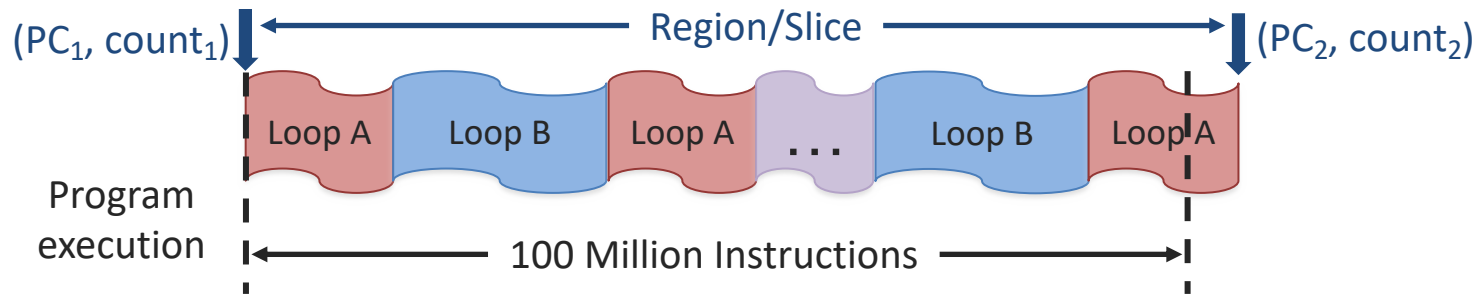 (PC₁, count₁)
Region/Slice
(PC₂, count₂)
Loop A
Loop B
Loop A
...
Loop B
Loop A
Program
execution
100 Million Instructions